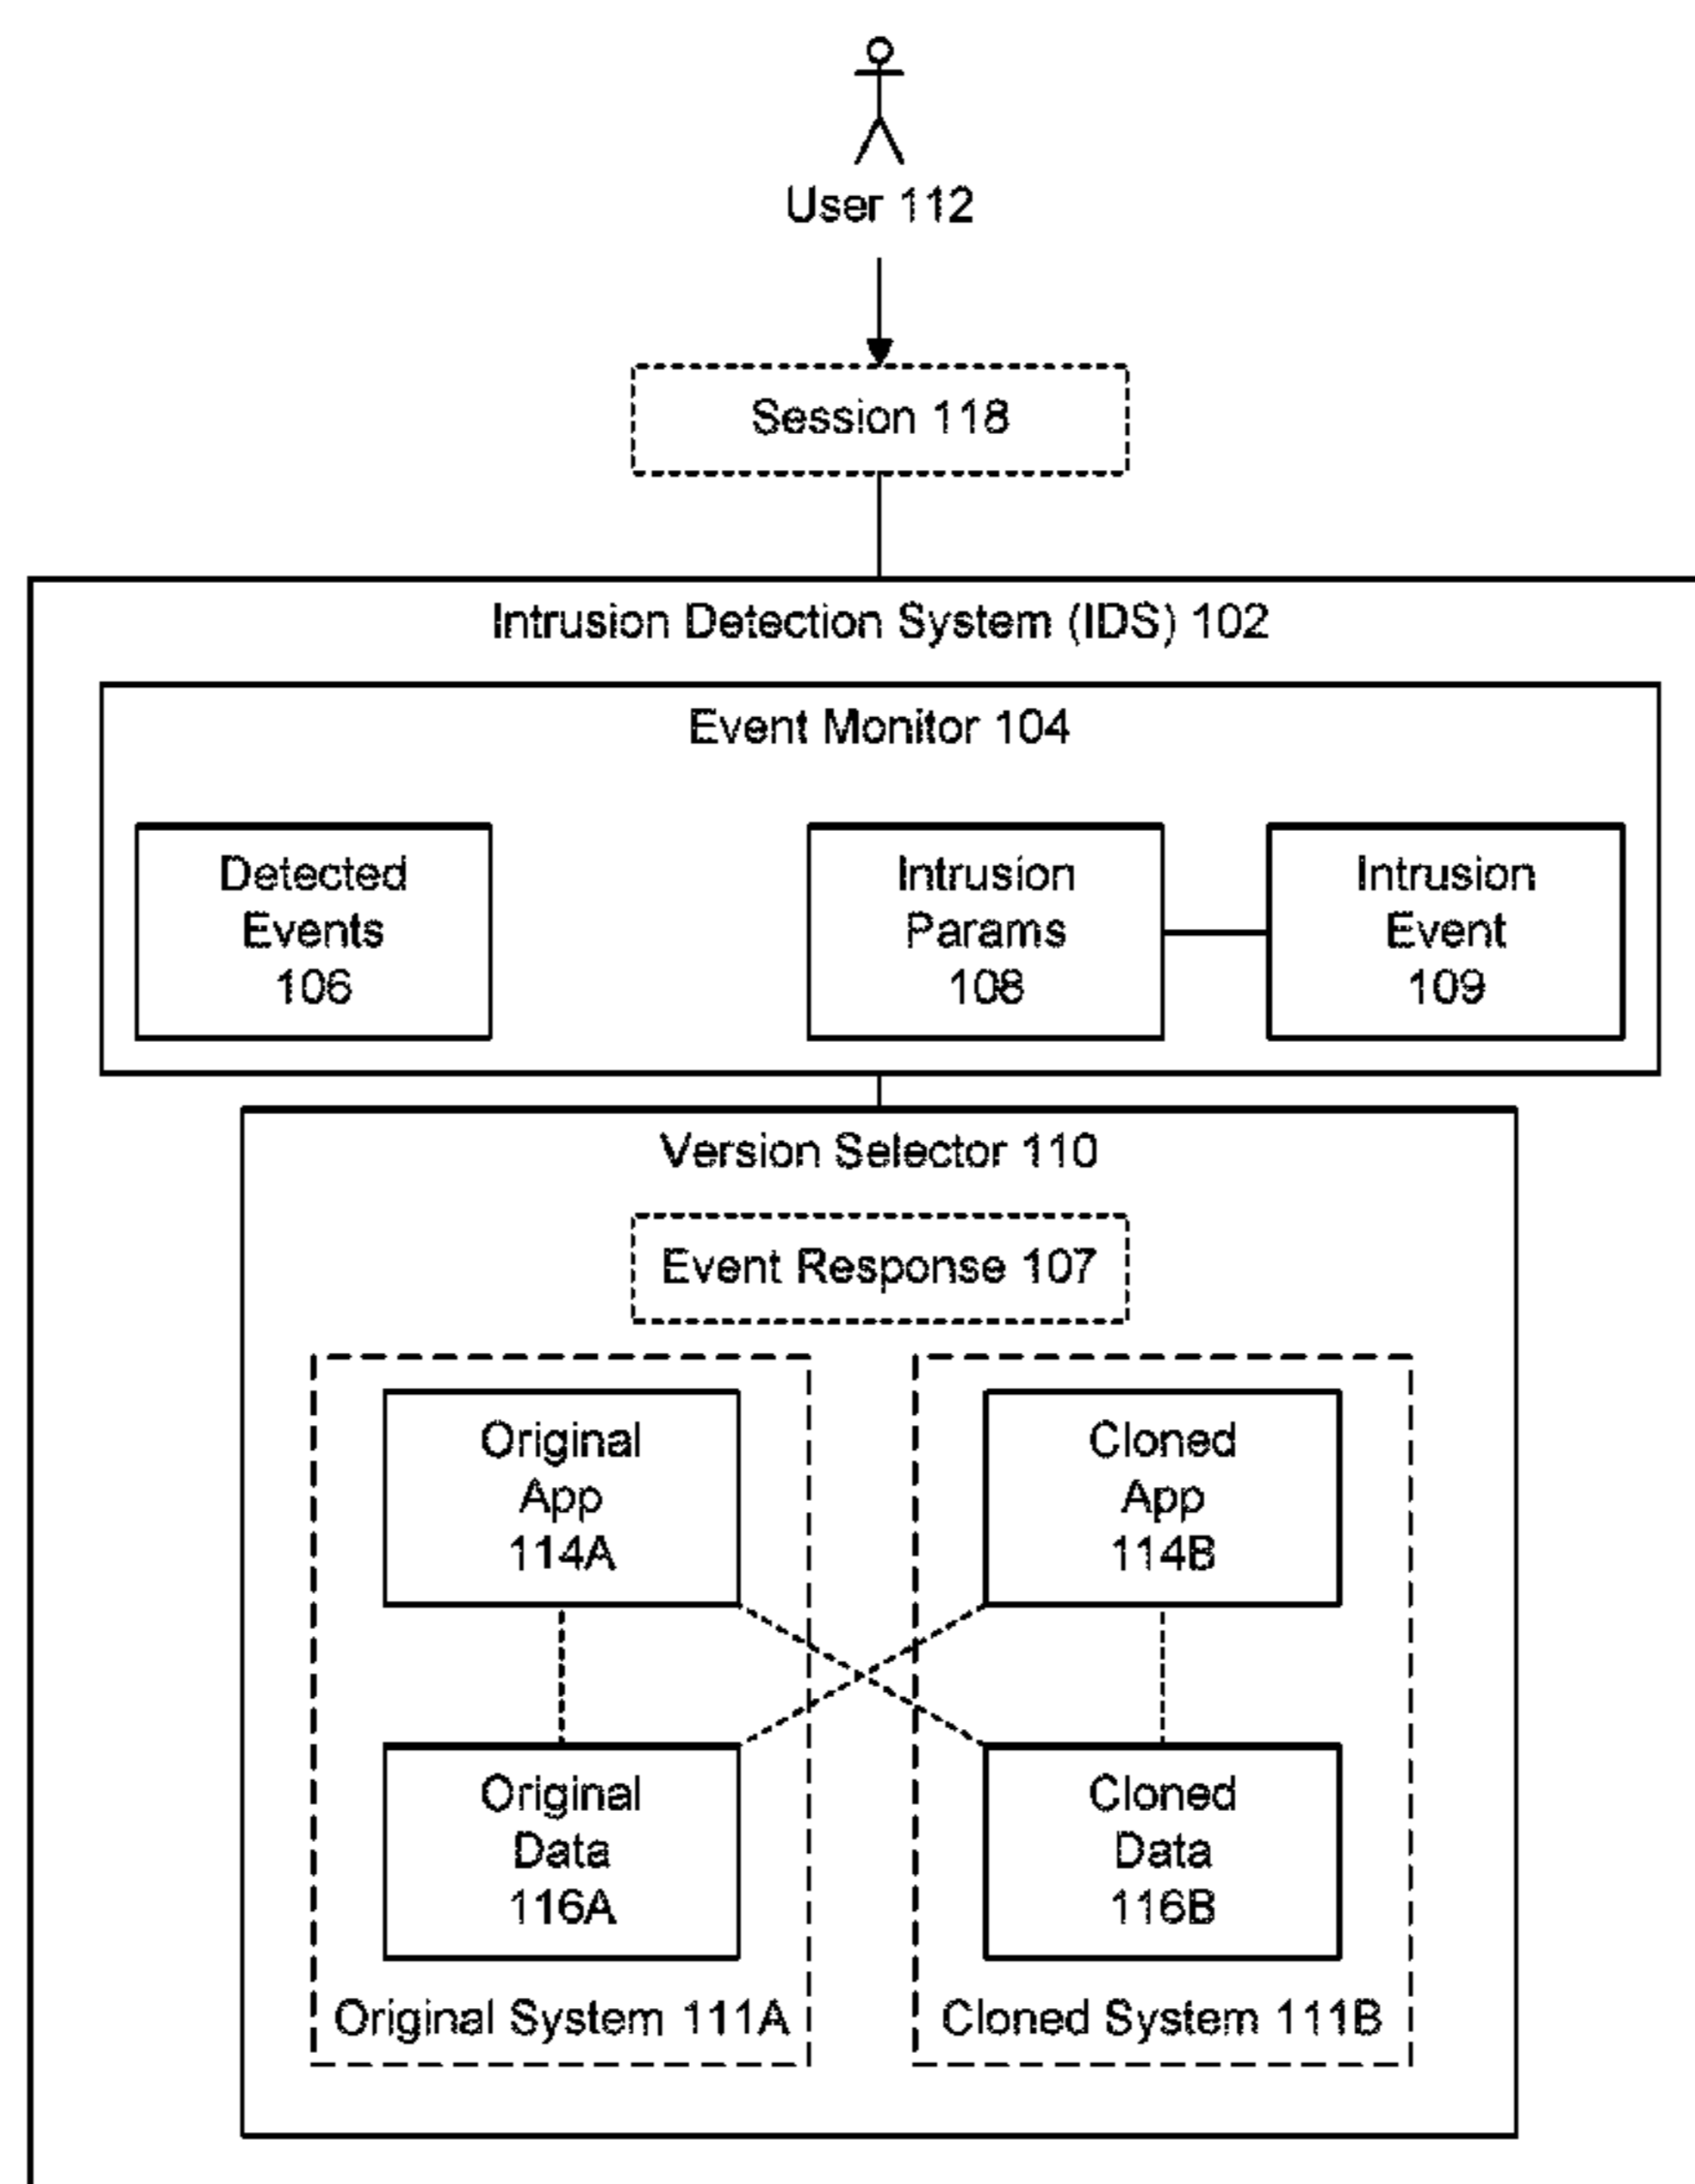 User 112
Session 118
Intrusion Detection System (IDS) 102
Event Monitor 104
Detected
Events
106
Intrusion
Params
108
Intrusion
Event
109
Version Selector 110
Event Response 107
Original
App
114A
Cloned
App
114B
Original
Data
116A
Cloned
Data
116B
Original System 111A
Cloned System 111B